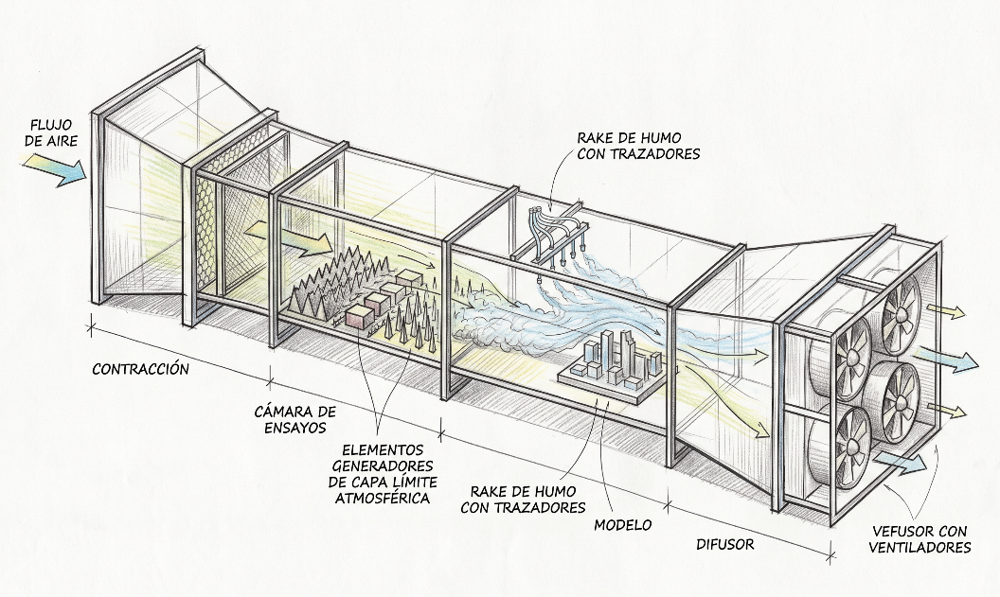 FLUJO
DE AIRE
RAKE DE HUMO
CON TRAZADORES
CONTRACCIÓN
CÁMARA DE
ENSAYOS
ELEMENTOS
GENERADORES
DE CAPA LÍMITE
ATMOSFÉRICA
RAKE DE HUMO
CON TRAZADORES
MODELO
DIFUSOR
VEFUSOR CON
VENTILADORES